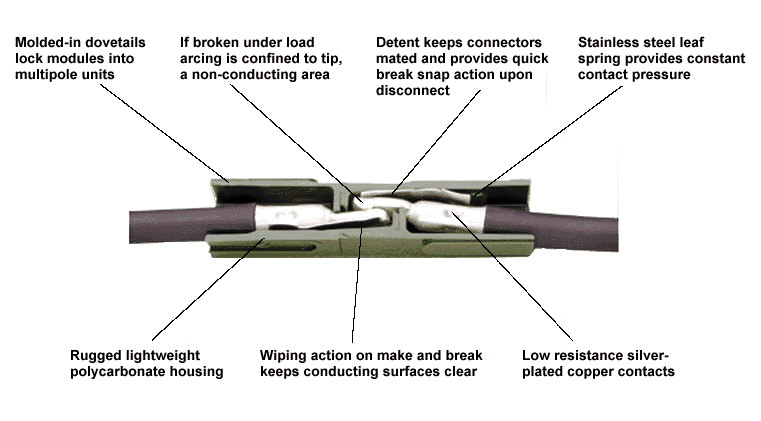 Molded-in dovetails
lock modules into
multipole units
If broken under load
arcing is confined to tip,
a non-conducting area
Detent keeps connectors
mated and provides quick
break snap action upon
disconnect
Stainless steel leaf
spring provides constant
contact pressure
Rugged lightweight
polycarbonate housing
Wiping action on make and break
keeps conducting surfaces clear
Low resistance silver-
plated copper contacts